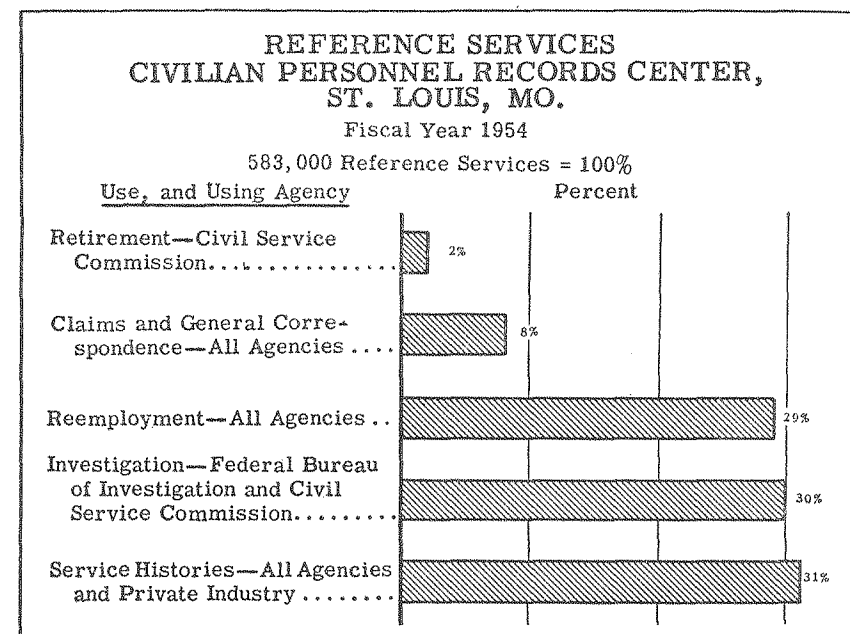 REFERENCE SERVICES
CIVILIAN PERSONNEL RECORDS CENTER,
ST. LOUIS, MO.
Fiscal Year 1954
583,000 Reference Services = 100%
Use, and Using Agency Percent
Retirement—Civil Service
Commission.............. 2%
Claims and General Corre-
spondence—All Agencies .... 8%
Reemployment—All Agencies .. 29%
Investigation—Federal Bureau
of Investigation and Civil
Service Commission......... 30%
Service Histories—All Agencies
and Private Industry ........ 31%